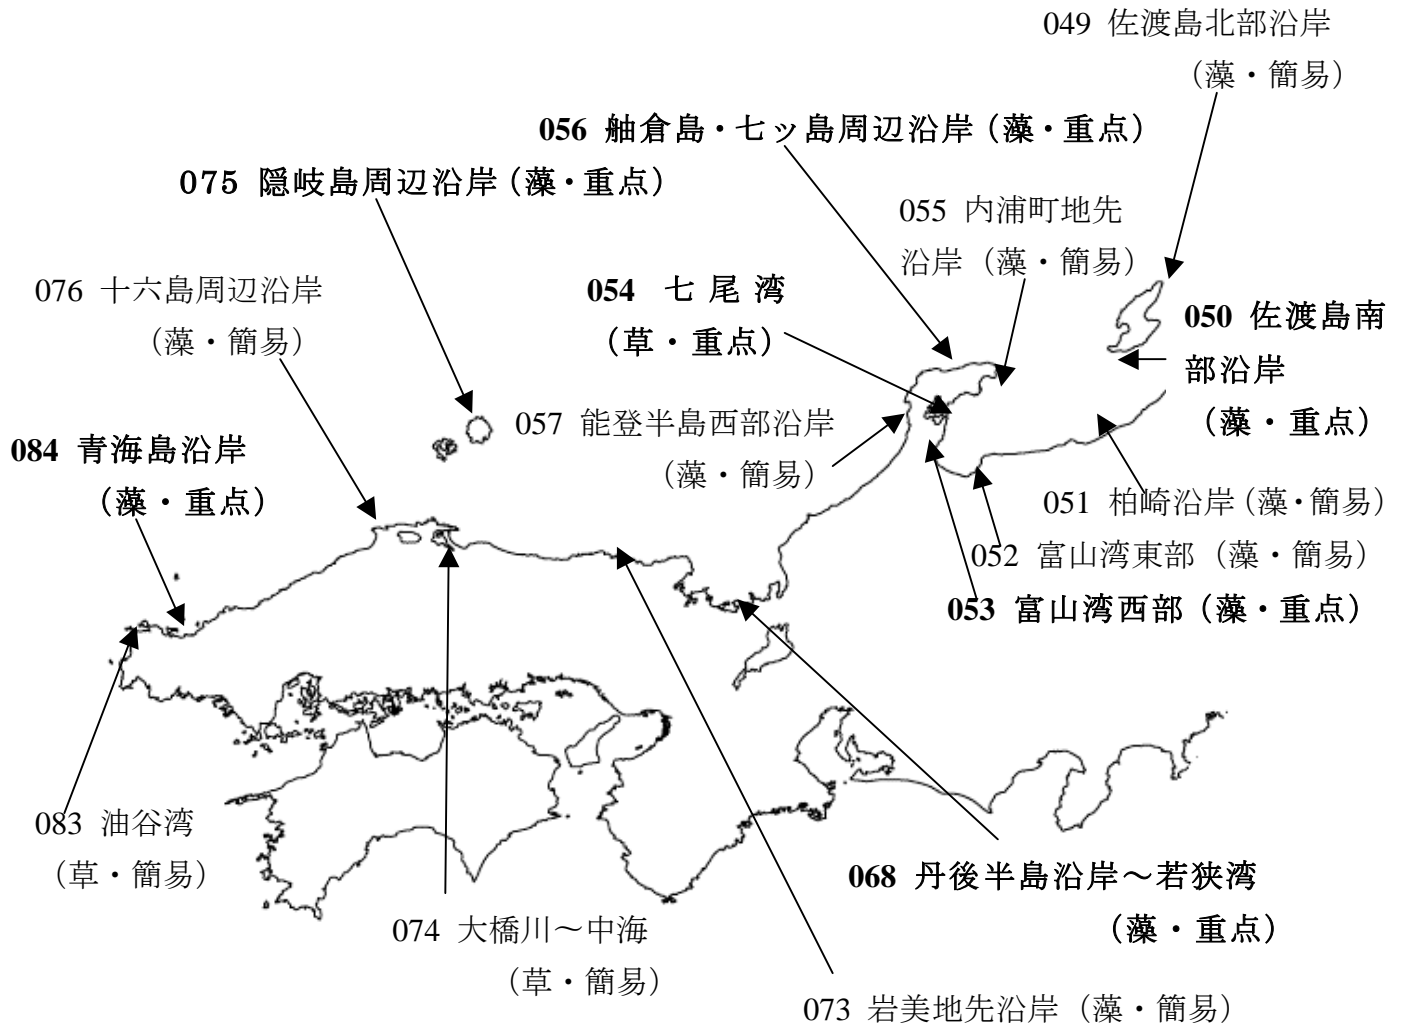 049 佐渡島北部沿岸
（藻・簡易）
056 舳倉島・七ッ島周辺沿岸（藻・重点）
075 隠岐島周辺沿岸（藻・重点）
055 内浦町地先
沿岸（藻・簡易）
076 十六島周辺沿岸
（藻・簡易）
054 七尾湾
（草・重点）
050 佐渡島南
部沿岸
（藻・重点）
057 能登半島西部沿岸
（藻・簡易）
084 青海島沿岸
（藻・重点）
051 柏崎沿岸（藻・簡易）
052 富山湾東部（藻・簡易）
053 富山湾西部（藻・重点）
083 油谷湾
（草・簡易）
068 丹後半島沿岸～若狭湾
（藻・重点）
074 大橋川～中海
（草・簡易）
073 岩美地先沿岸（藻・簡易）